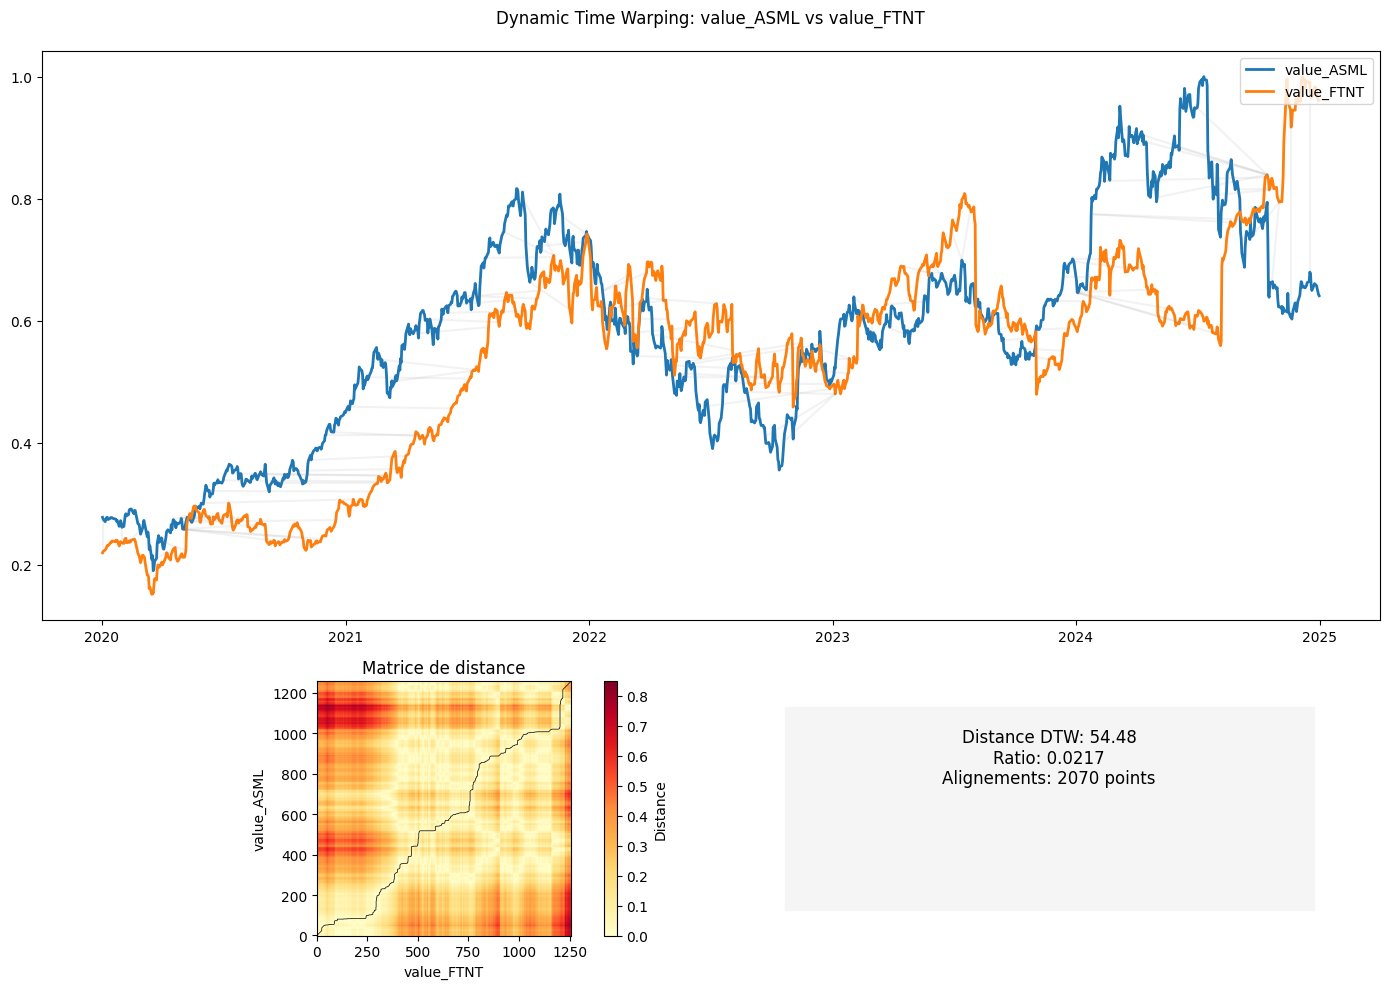 Dynamic Time Warping: value_ASML vs value_FTNT
1.0
0.8
0.6
0.4
0.2
value_ASML
value_FTNT
2020 2021 2022 2023 2024 2025
Matrice de distance
1200
1000
800
600
400
200
0
value_ASML
0 250 500 750 1000 1250
value_FTNT
0.8
0.7
0.6
0.5
0.4
0.3
0.2
0.1
0.0
Distance
Distance DTW: 54.48
Ratio: 0.0217
Alignements: 2070 points